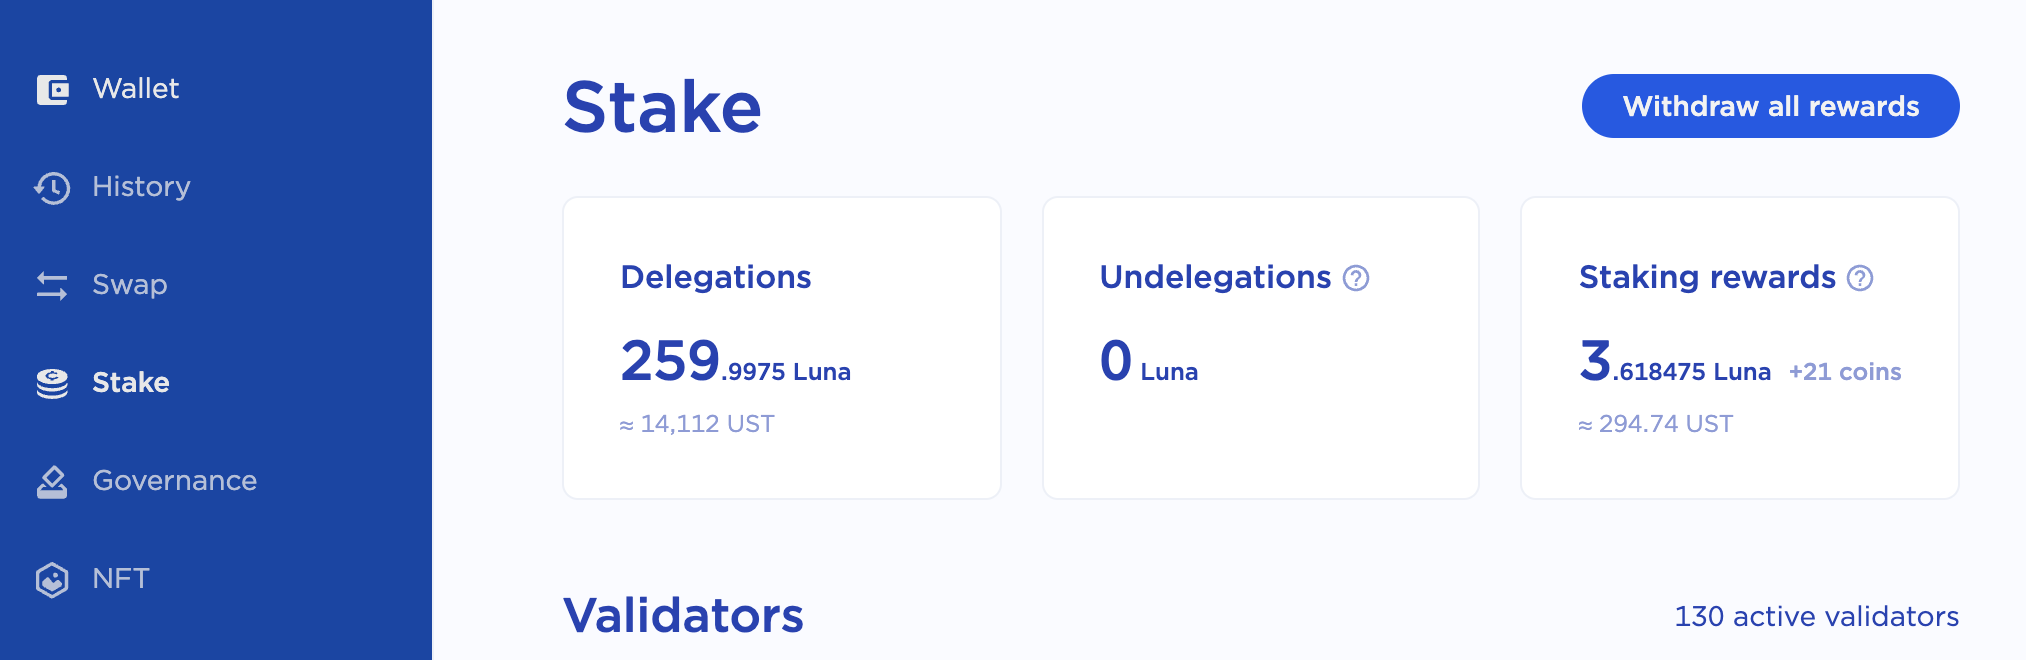 Wallet
History
Swap
Stake
Governance
NFT
Stake
Withdraw all rewards
Delegations
259.9975 Luna
≈ 14,112 UST
Undelegations ?
0 Luna
Staking rewards ?
3.618475 Luna +21 coins
≈ 294.74 UST
Validators
130 active validators